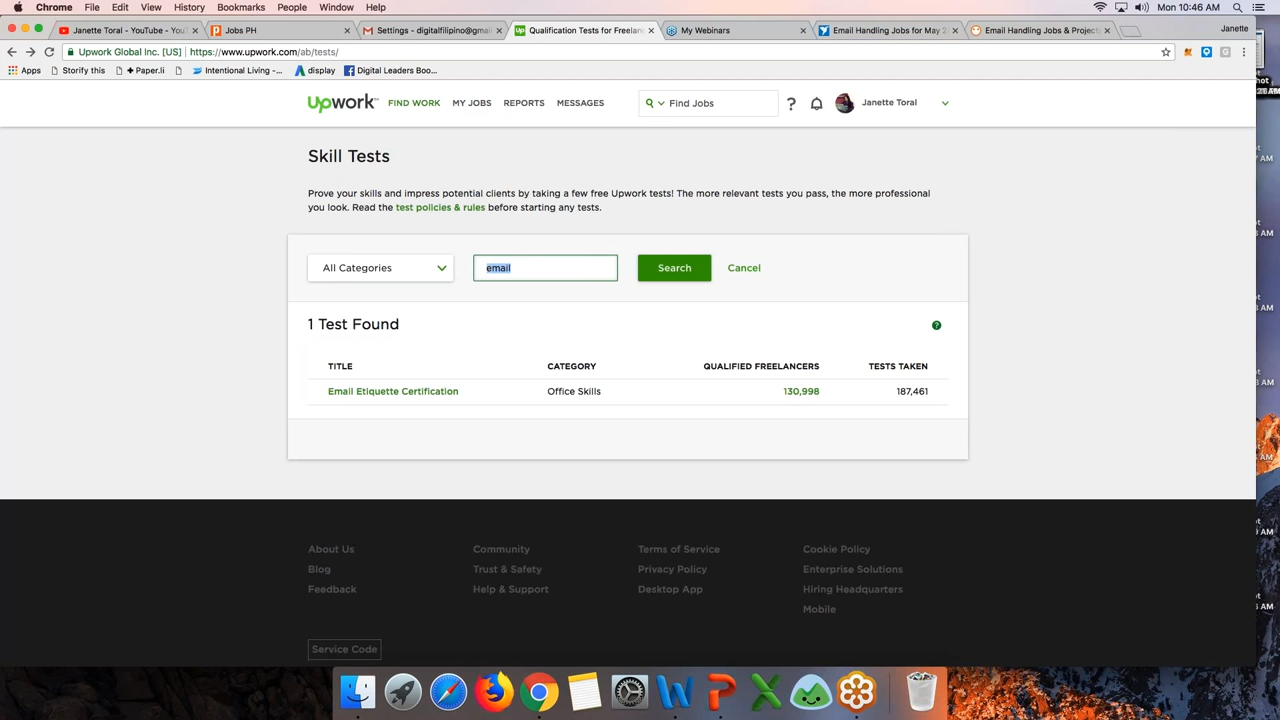 Chrome File Edit View History Bookmarks People Window Help Mon 10:46 AM
Janette Toral - YouTube - You Jobs PH Settings - digitalfilipino@gmai Qualification Tests for Freelan My Webinars Email Handling Jobs for May 2 Email Handling Jobs & Project Janette
Upwork Global Inc. [US] https://www.upwork.com/ab/tests/
Apps Storify this + Paper.li Intentional Living -... display Digital Leaders Boo...
Upwork FIND WORK MY JOBS REPORTS MESSAGES Find Jobs ? Janette Toral
Skill Tests
Prove your skills and impress potential clients by taking a few free Upwork tests! The more relevant tests you pass, the more professional
you look. Read the test policies & rules before starting any tests.
All Categories email Search Cancel
1 Test Found ?
TITLE CATEGORY QUALIFIED FREELANCERS TESTS TAKEN
Email Etiquette Certification Office Skills 130,998 187,461
About Us Community Terms of Service Cookie Policy
Blog Trust & Safety Privacy Policy Enterprise Solutions
Feedback Help & Support Desktop App Hiring Headquarters
Mobile
Service Code